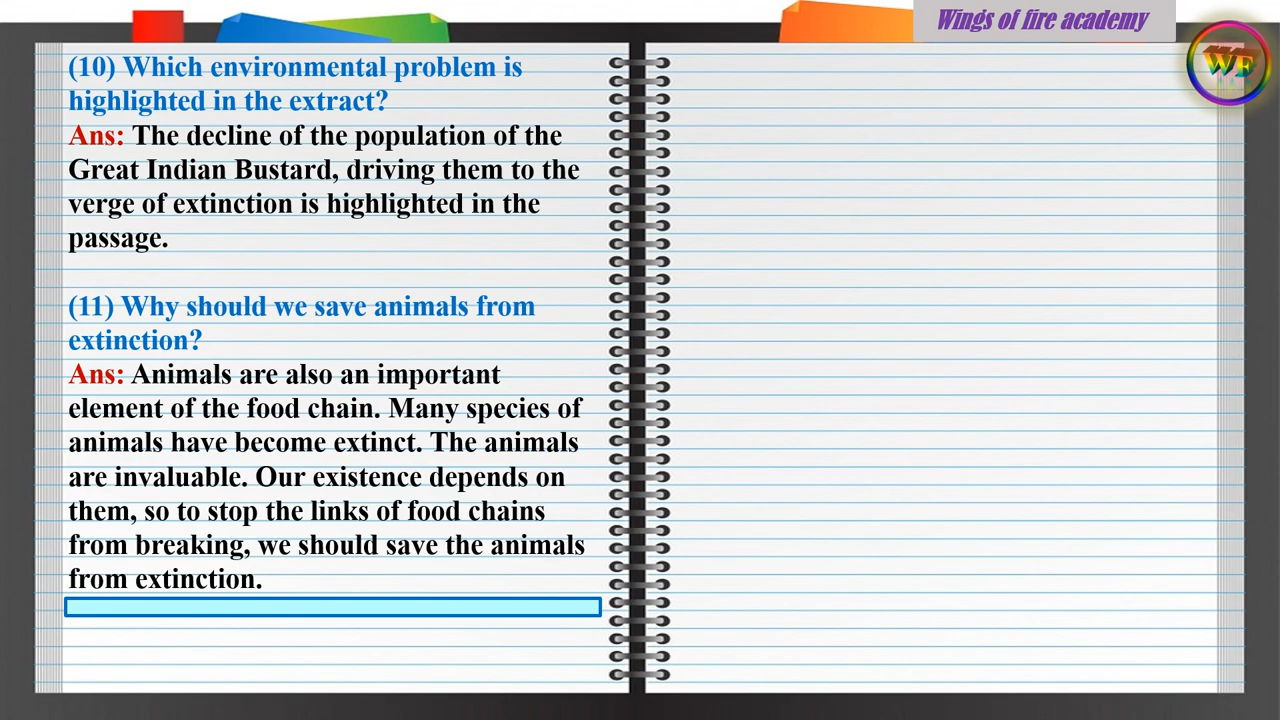 Wings of fire academy
WF
(10) Which environmental problem is
highlighted in the extract?
Ans: The decline of the population of the
Great Indian Bustard, driving them to the
verge of extinction is highlighted in the
passage.
(11) Why should we save animals from
extinction?
Ans: Animals are also an important
element of the food chain. Many species of
animals have become extinct. The animals
are invaluable. Our existence depends on
them, so to stop the links of food chains
from breaking, we should save the animals
from extinction.